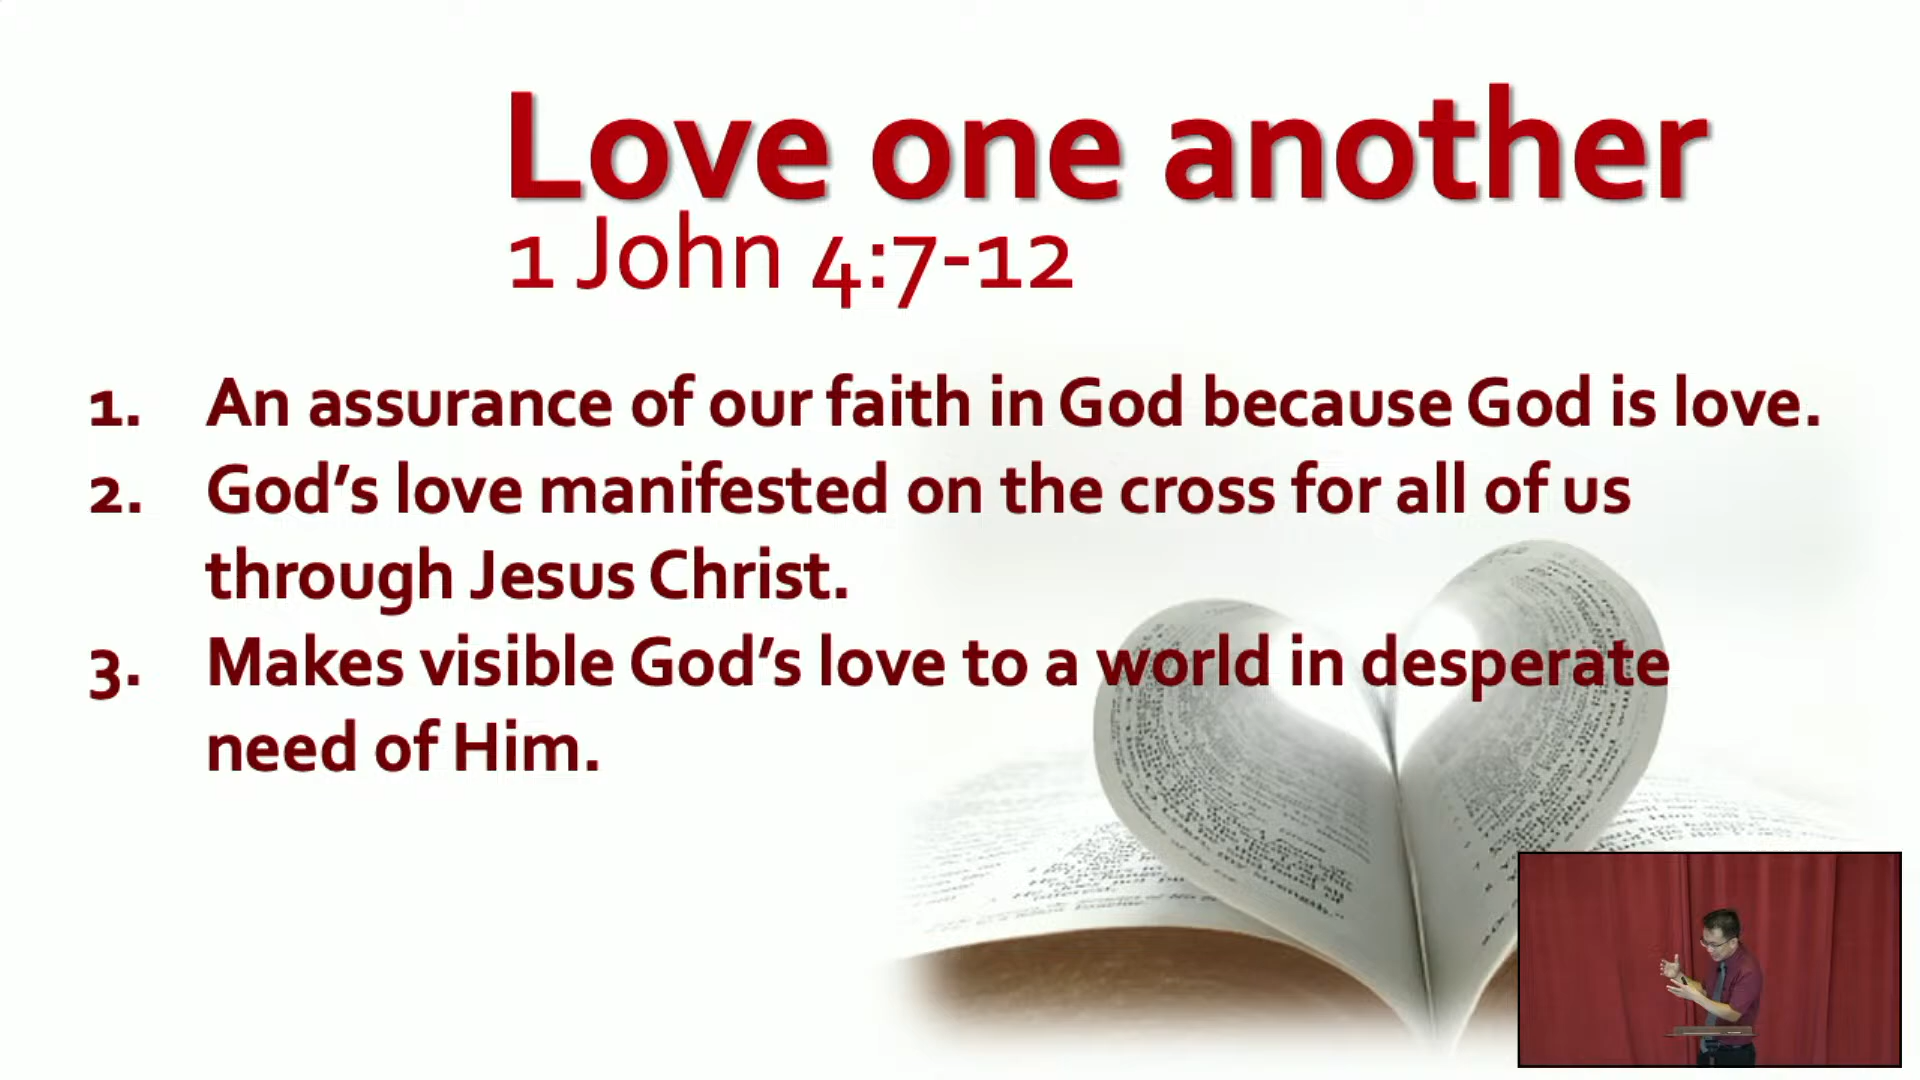 Love one another
1 John 4:7-12
1. An assurance of our faith in God because God is love.
2. God’s love manifested on the cross for all of us
through Jesus Christ.
3. Makes visible God’s love to a world in desperate
need of Him.